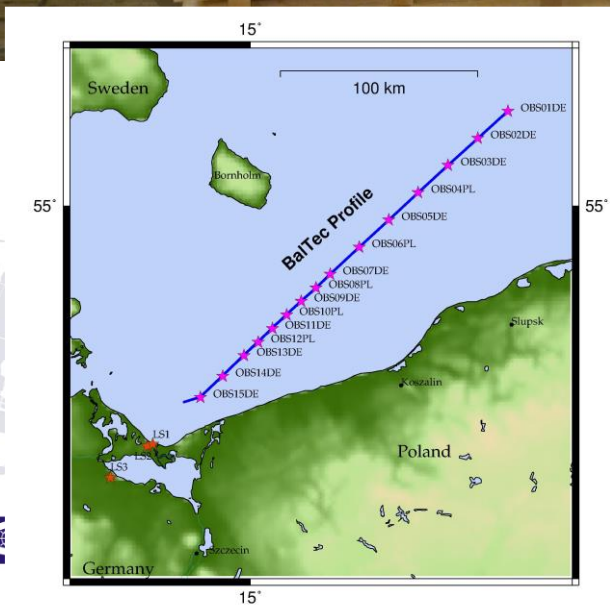 15°
Sweden
100 km
OBS01DE
OBS02DE
OBS03DE
Bornholm
OBS04PL
55°
55°
OBS05DE
BalTec Profile
OBS06PL
OBS07DE
OBS08PL
OBS09DE
OBS10PL
Slupsk
OBS11DE
OBS12PL
OBS13DE
OBS14DE
Koszalin
OBS15DE
LS1
Poland
LS3
Szczecin
Germany
15°